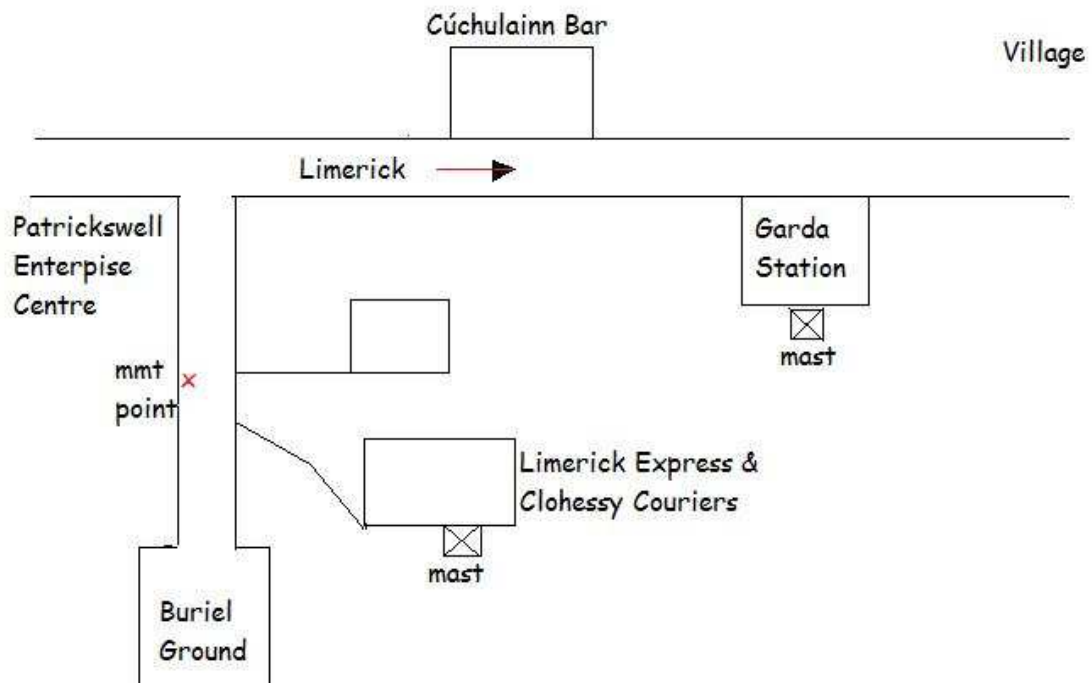 Cúchulainn Bar
Village
Limerick
Patrickswell
Enterpise
Centre
Garda
Station
mast
mmt
point
Limerick Express &
Clohessy Couriers
mast
Buriel
Ground